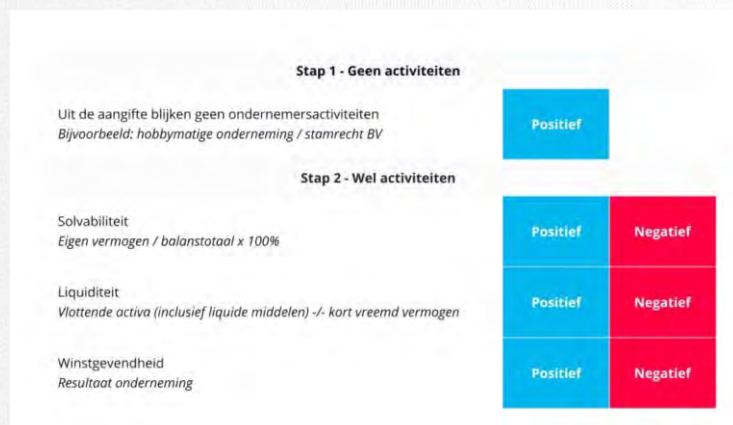 Stap 1 - Geen activiteiten
Uit de aangifte blijken geen ondernemersactiviteiten
Bijvoorbeeld: hobbymatige onderneming / stamrecht BV
Positief
Stap 2 - Wel activiteiten
Solvabiliteit
Eigen vermogen / balanstotaal x 100%
Positief
Negatief
Liquiditeit
Vlottende activa (inclusief liquide middelen) -/- kort vreemd vermogen
Positief
Negatief
Winstgevendheid
Resultaat onderneming
Positief
Negatief